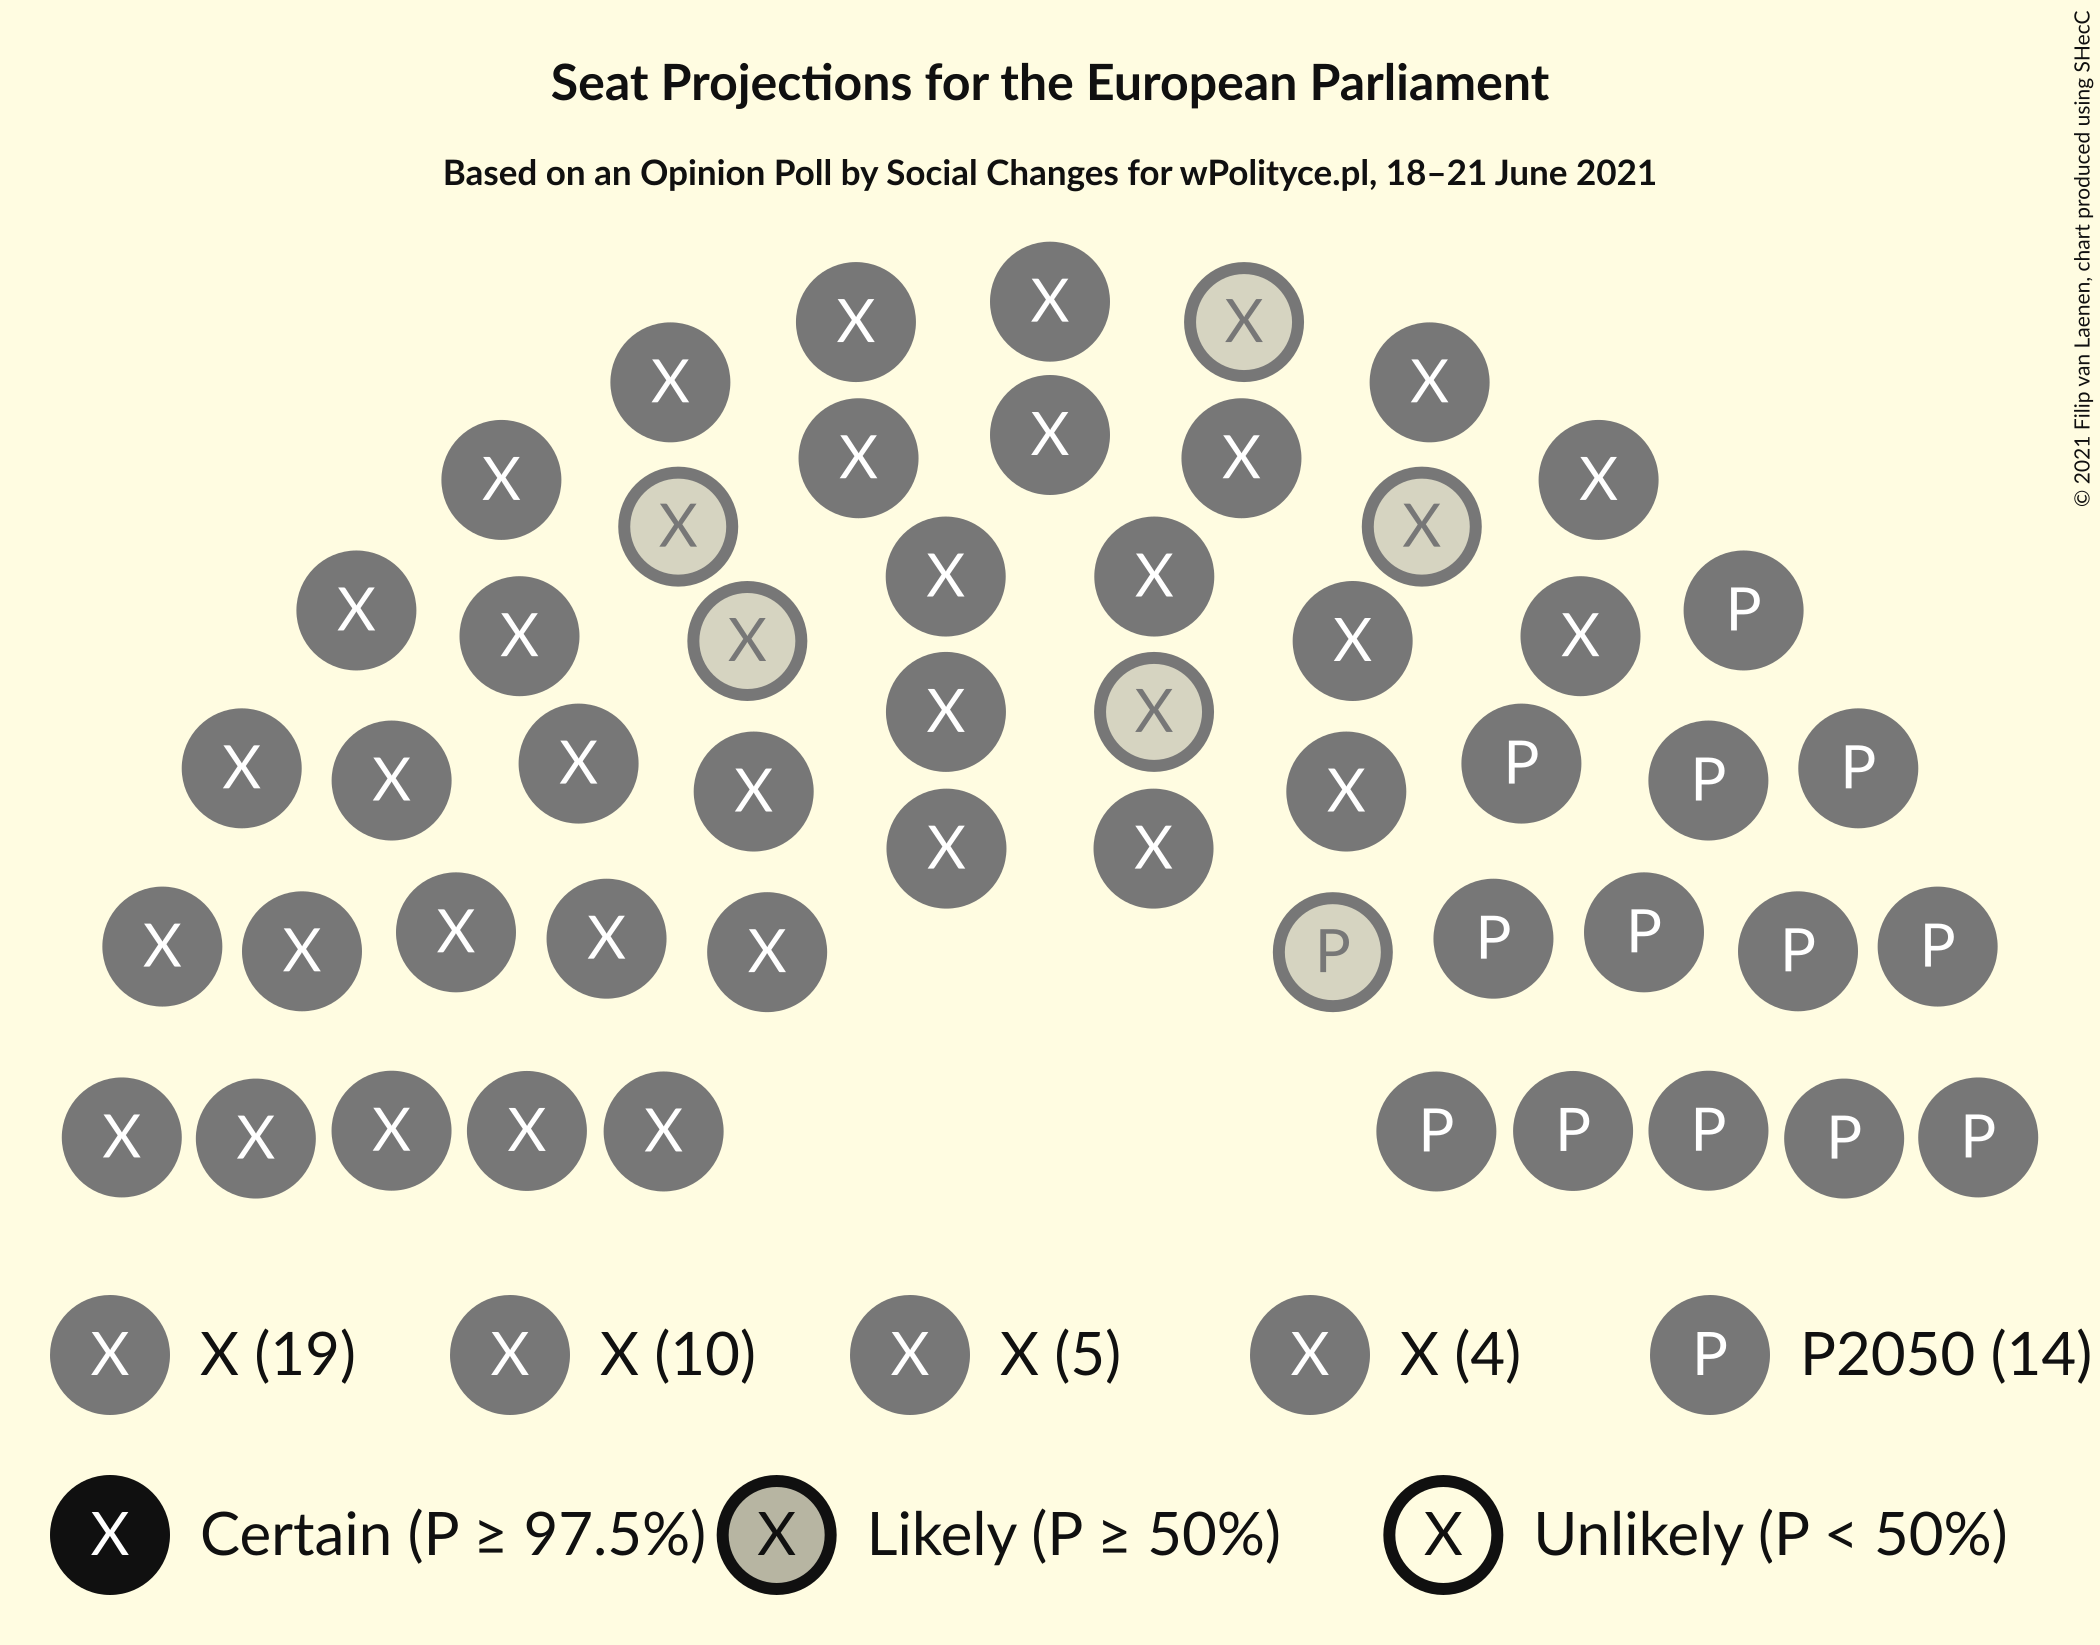 Seat Projections for the European Parliament
Based on an Opinion Poll by Social Changes for wPolityce.pl, 18–21 June 2021
© 2021 Filip van Laenen, chart produced using SHecC
X
X X
X X
X
X X
X X
X X
X X
X X
X X P
X X
X X P
X X X P P
X X
X X P P P P P
X X X X X P P P P P
X X (19) X X (10) X X (5) X X (4) P P2050 (14)
X Certain (P ≥ 97.5%) X Likely (P ≥ 50%) X Unlikely (P < 50%)